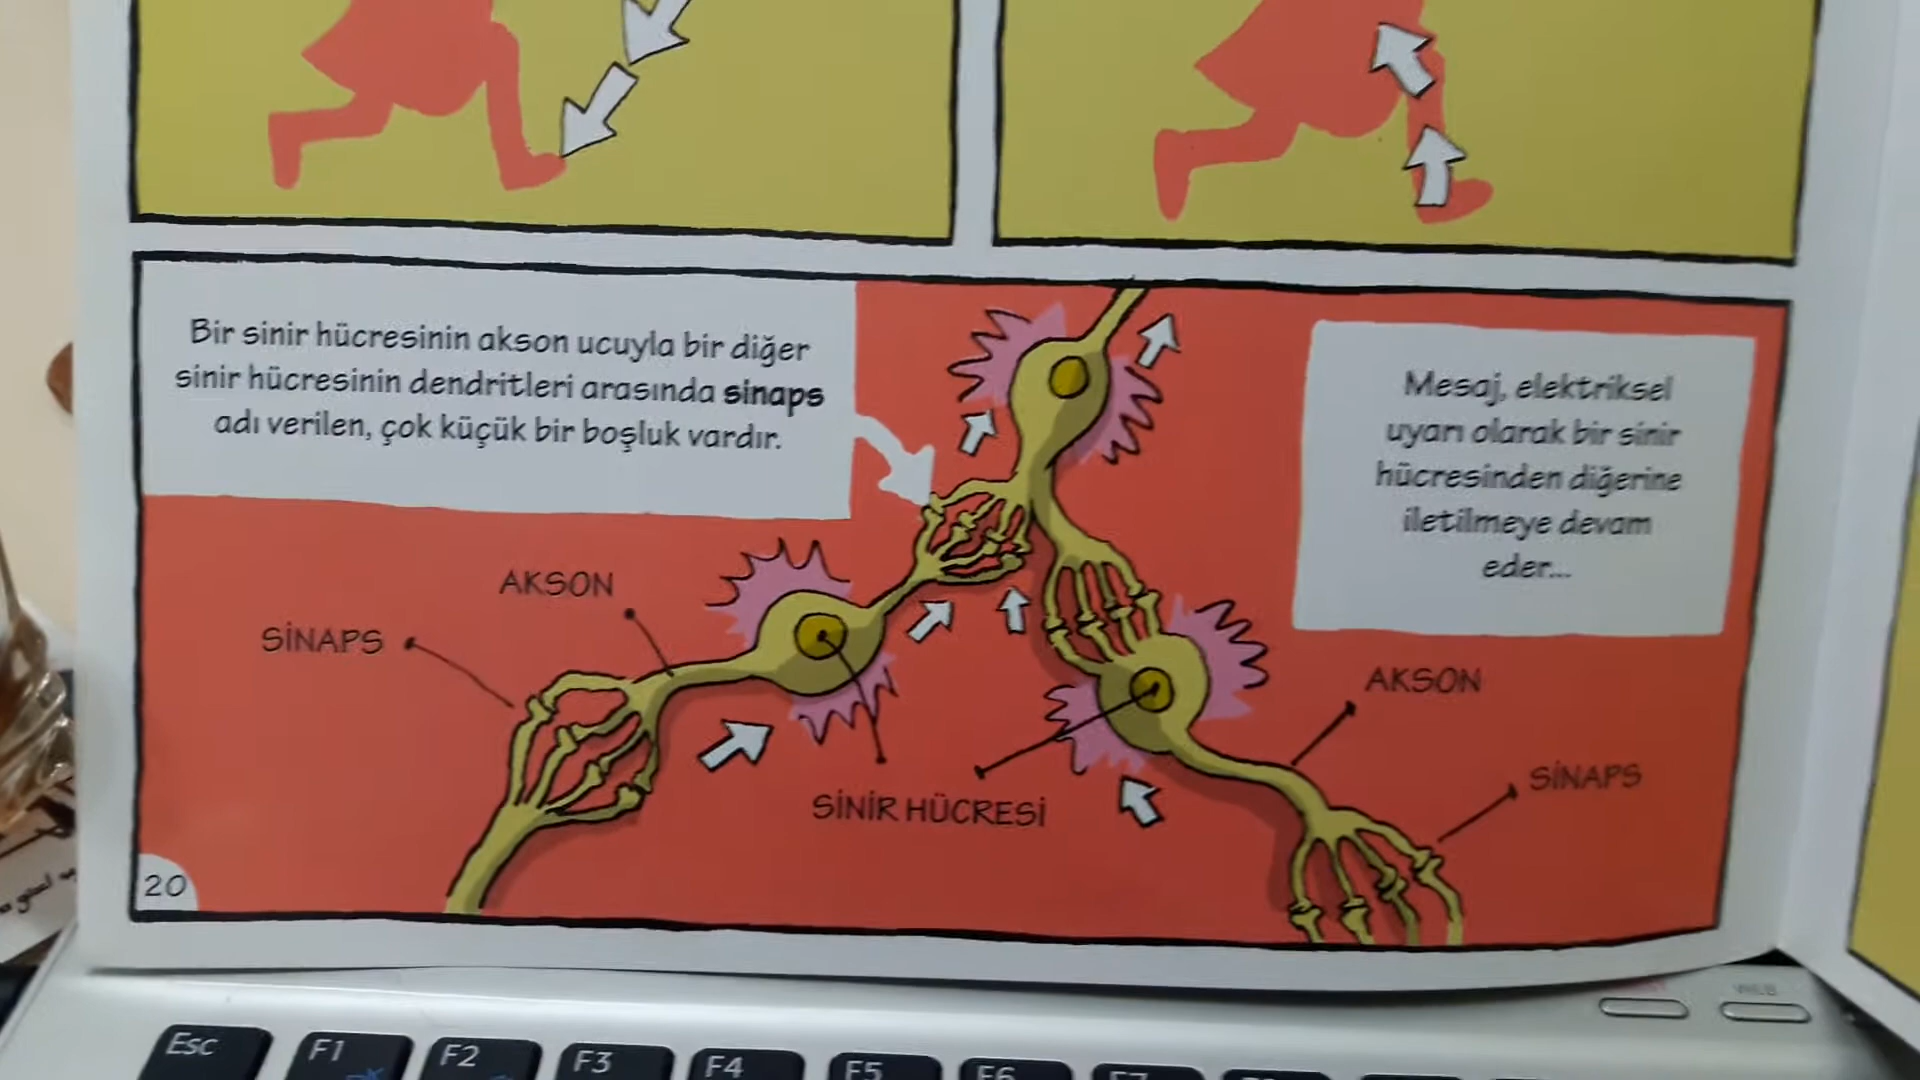 Bir sinir hücresinin akson ucuyla bir diğer
sinir hücresinin dendritleri arasında sinaps
adı verilen, çok küçük bir boşluk vardır.
Mesaj, elektriksel
uyarı olarak bir sinir
hücresinden diğerine
iletilmeye devam
eder...
AKSON
SİNAPS
AKSON
SİNAPS
SİNİR HÜCRESİ
20
WEB
Esc
F1
F2
F3
F4
F5
F6